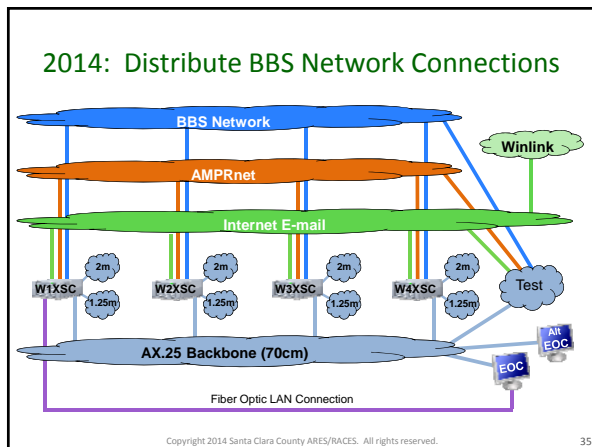 2014: Distribute BBS Network Connections
BBS Network
Winlink
AMPRnet
Internet E-mail
2m
2m
2m
2m
W1XSC
W2XSC
W3XSC
W4XSC
Test
1.25m
1.25m
1.25m
1.25m
Alt
EOC
AX.25 Backbone (70cm)
EOC
Fiber Optic LAN Connection
Copyright 2014 Santa Clara County ARES/RACES. All rights reserved.
35